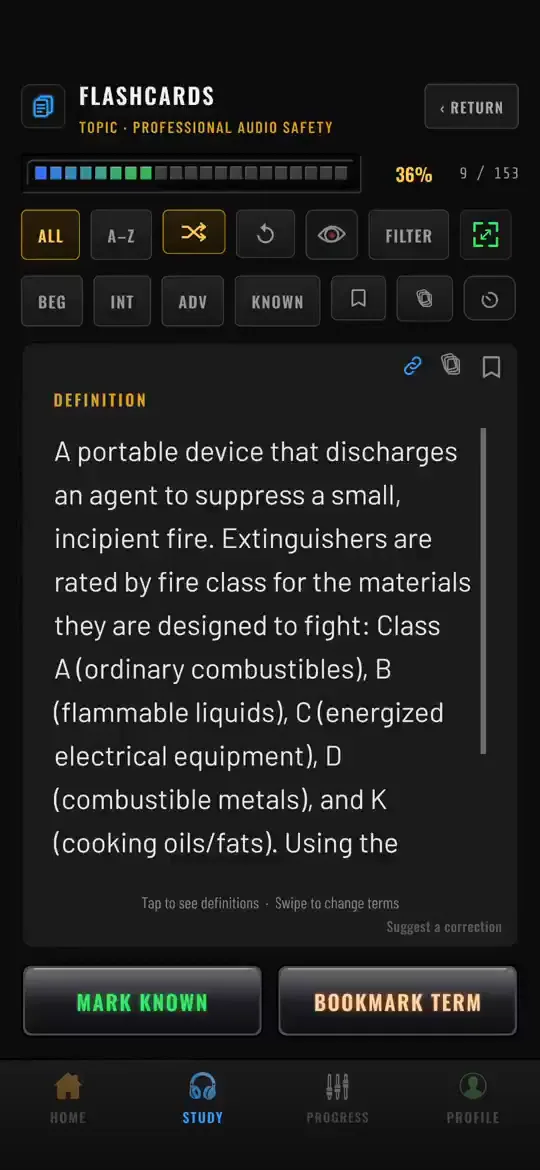 FLASHCARDS
TOPIC · PROFESSIONAL AUDIO SAFETY
‹ RETURN
36%
9 / 153
ALL
A–Z
FILTER
BEG
INT
ADV
KNOWN
DEFINITION
A portable device that discharges
an agent to suppress a small,
incipient fire. Extinguishers are
rated by fire class for the materials
they are designed to fight: Class
A (ordinary combustibles), B
(flammable liquids), C (energized
electrical equipment), D
(combustible metals), and K
(cooking oils/fats). Using the
Tap to see definitions · Swipe to change terms
Suggest a correction
MARK KNOWN
BOOKMARK TERM
HOME
STUDY
PROGRESS
PROFILE